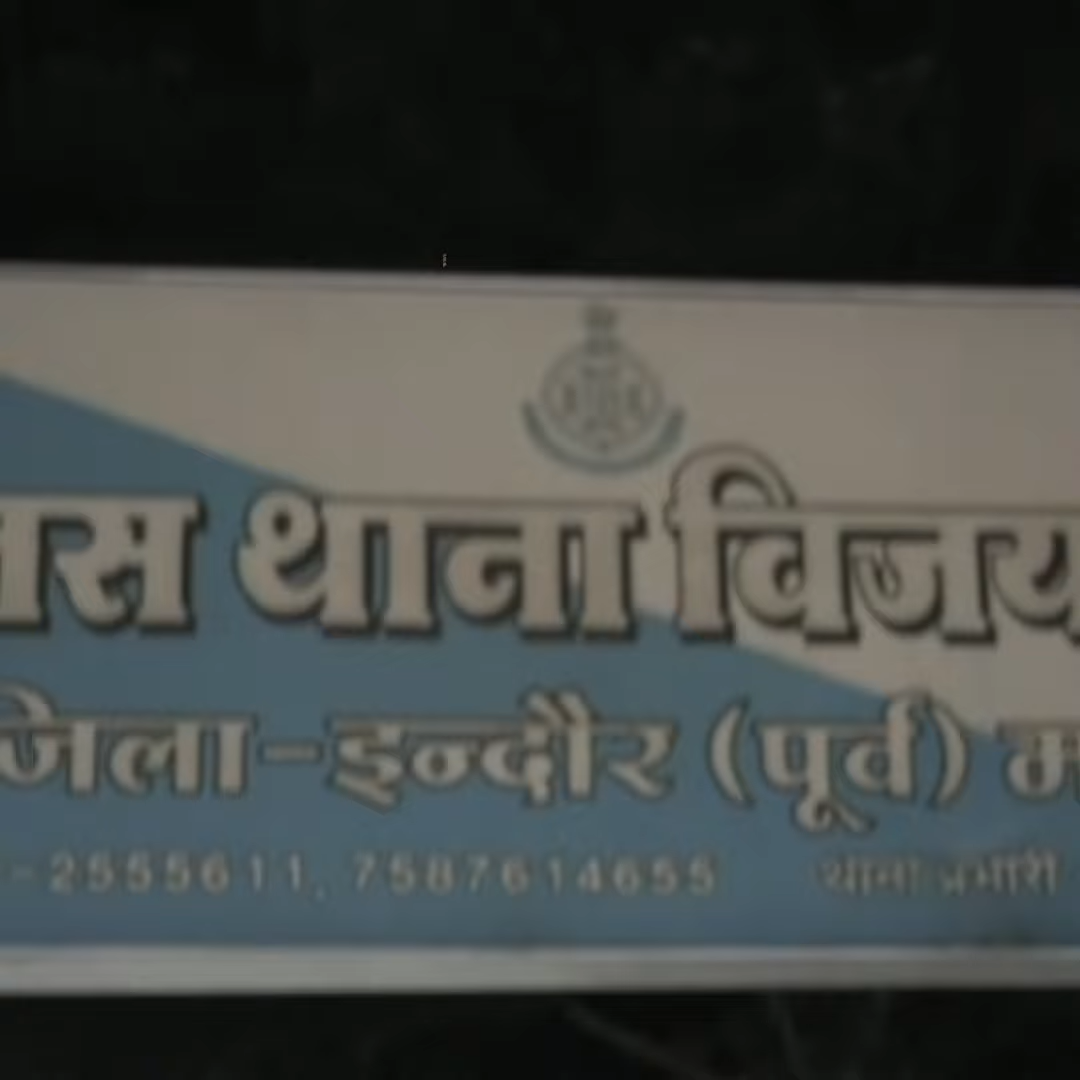 थाना विजय
जिला-इन्दौर (पूर्व)
-2555611, 7587614655 थाना प्रभारी